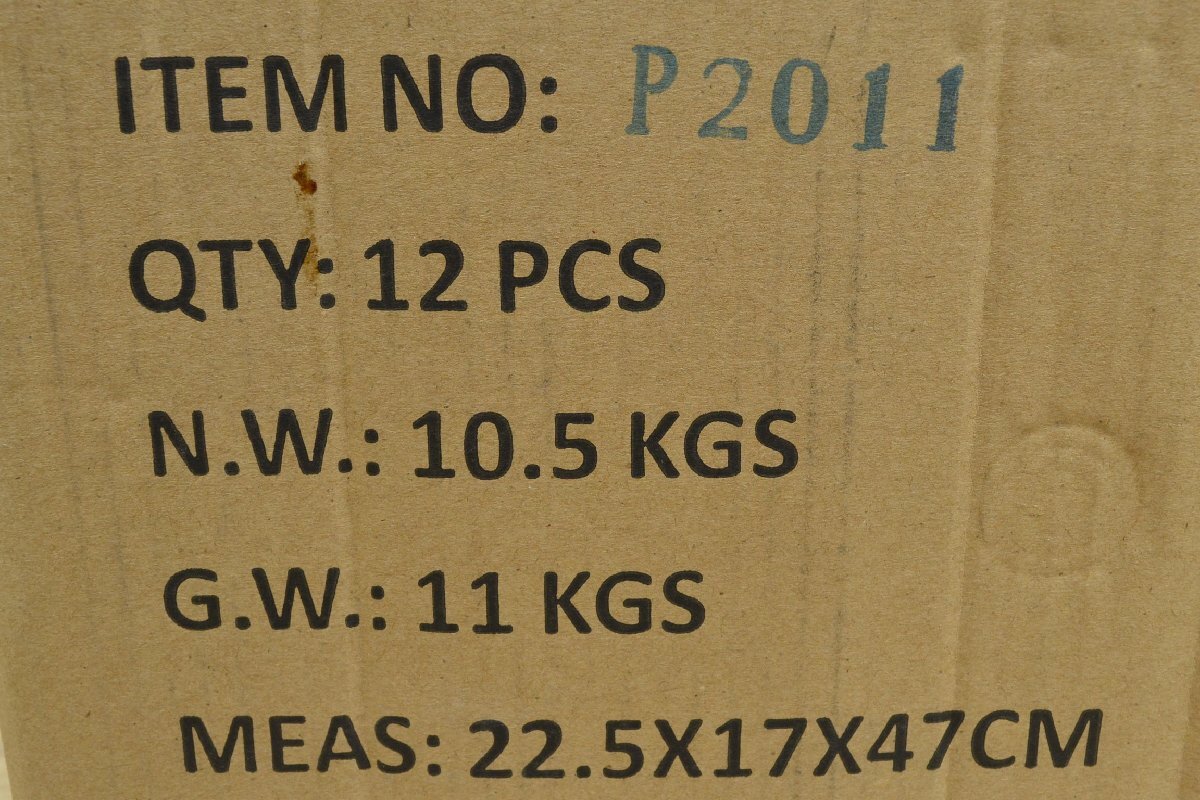 ITEM NO: P2011
QTY: 12 PCS
N.W.: 10.5 KGS
G.W.: 11 KGS
MEAS: 22.5X17X47CM